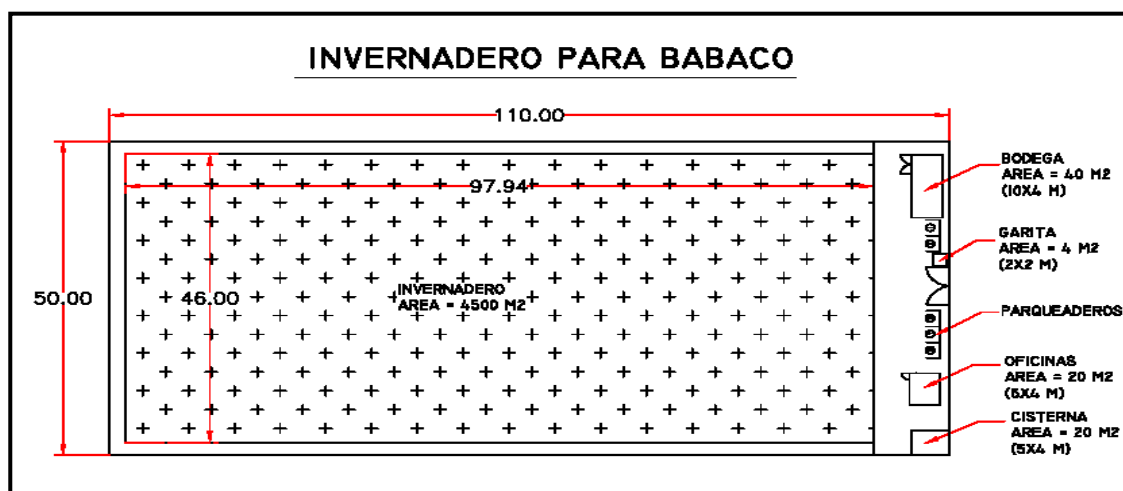 INVERNADERO PARA BABACO
110.00
97.94
50.00
46.00
INVERNADERO
AREA = 4500 M2
BODEGA
AREA = 40 M2
(10X4 M)
GARITA
AREA = 4 M2
(2X2 M)
PARQUEADEROS
OFICINAS
AREA = 20 M2
(5X4 M)
CISTERNA
AREA = 20 M2
(5X4 M)